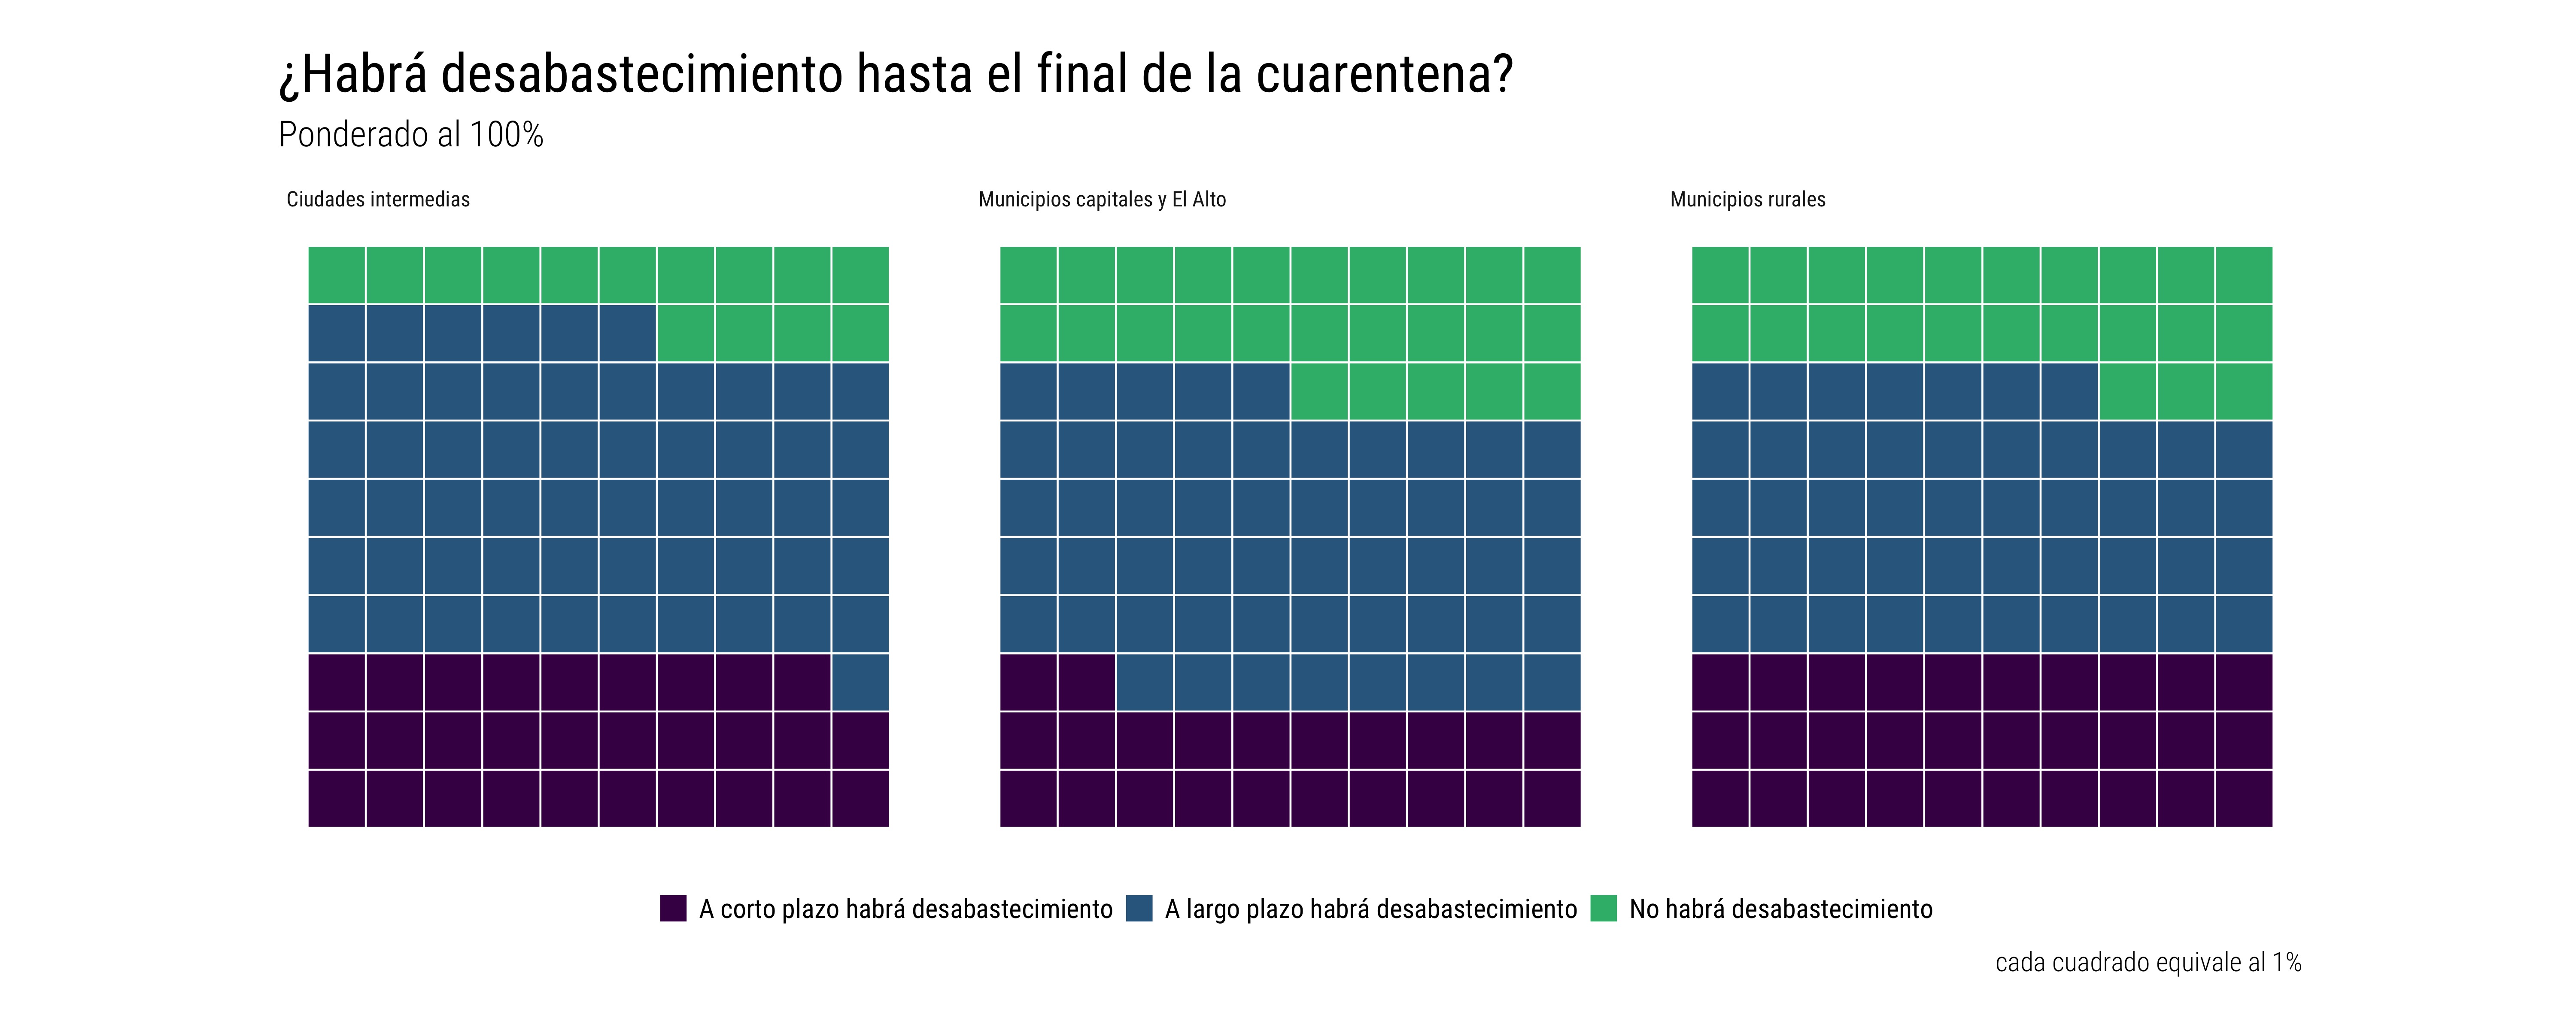 ¿Habrá desabastecimiento hasta el final de la cuarentena?
Ponderado al 100%
Ciudades intermedias
Municipios capitales y El Alto
Municipios rurales
A corto plazo habrá desabastecimiento
A largo plazo habrá desabastecimiento
No habrá desabastecimiento
cada cuadrado equivale al 1%